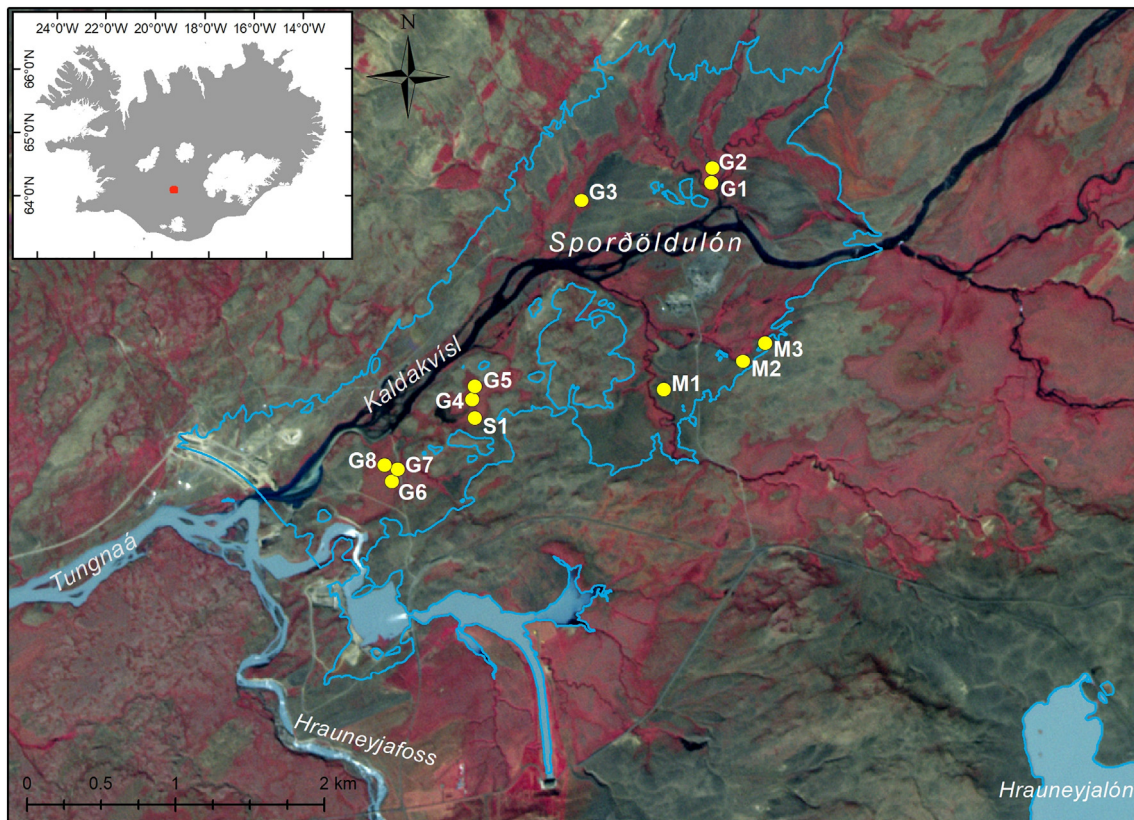 24°0'W 22°0'W 20°0'W 18°0'W 16°0'W 14°0'W
66°0'N
65°0'N
64°0'N
N
G2
G1
G3
Sporðöldulón
M3
M2
M1
Kaldakvísl
G5
G4
S1
G8
G7
G6
Tungnaá
Hrauneyjafoss
Hrauneyjalón
0 0.5 1 2 km